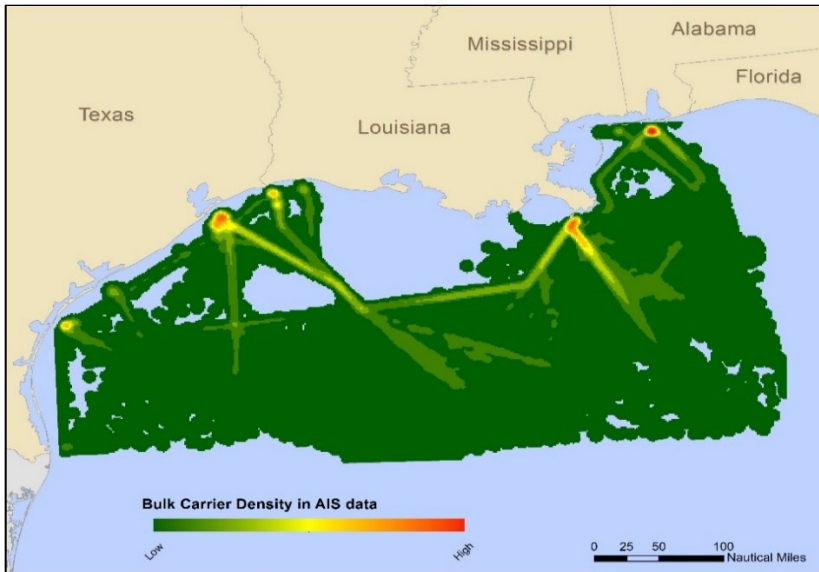 Alabama
Mississippi
Florida
Texas
Louisiana
Bulk Carrier Density in AIS data
Low
High
0 25 50 100
Nautical Miles